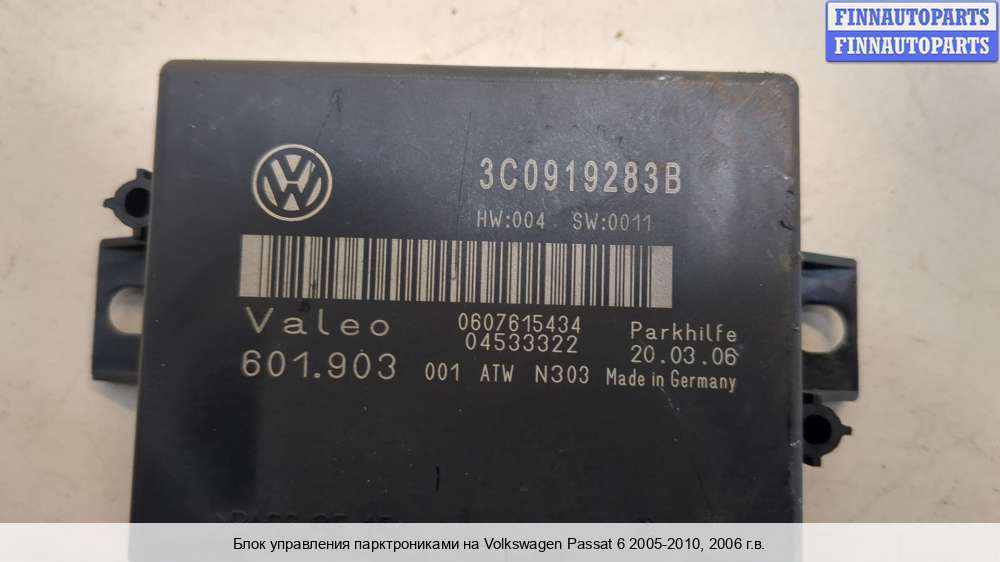 FINNAUTOPARTS
FINNAUTOPARTS
3C0919283B
HW:004 SW:0011
Valeo 0607615434 Parkhilfe
601.903 04533322 20.03.06
001 ATW N303 Made in Germany
Блок управления парктрониками на Volkswagen Passat 6 2005-2010, 2006 г.в.